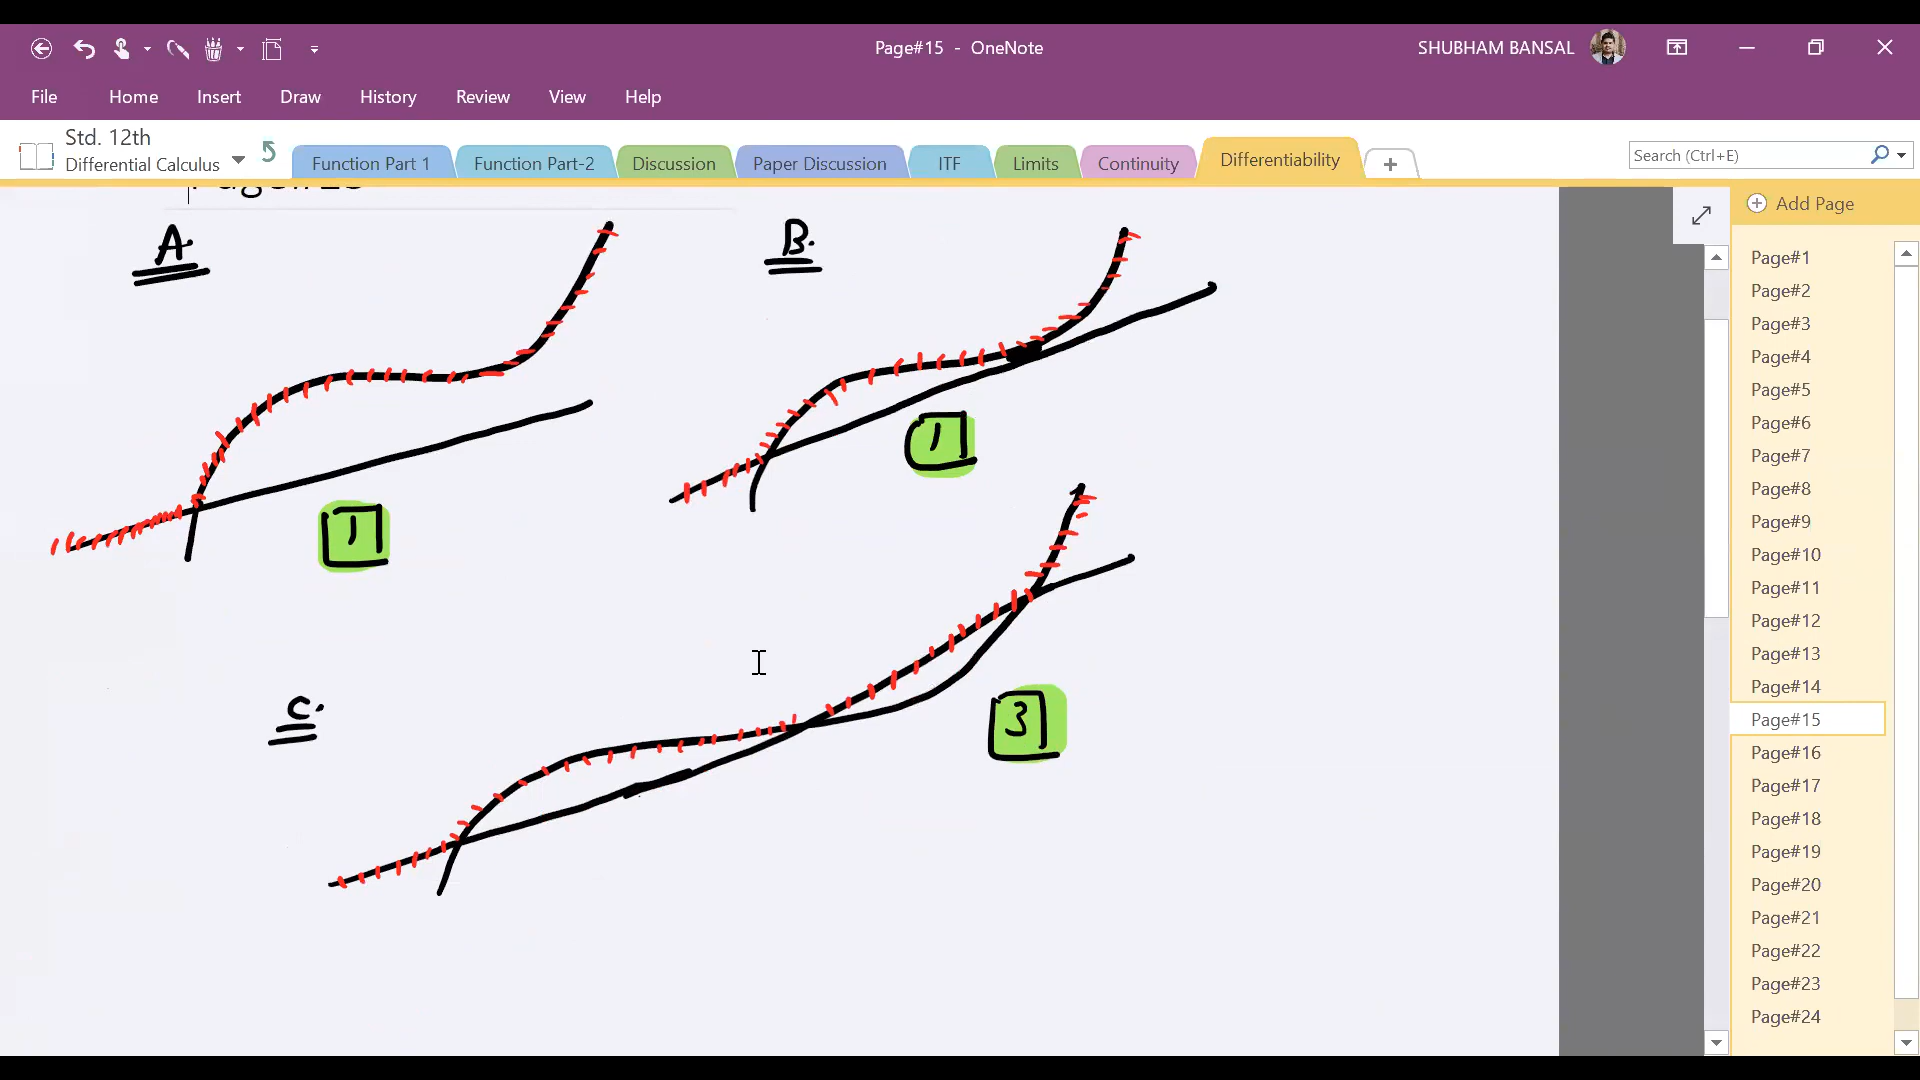 Page#15 - OneNote
SHUBHAM BANSAL
File Home Insert Draw History Review View Help
Std. 12th
Differential Calculus
Function Part 1
Function Part-2
Discussion
Paper Discussion
ITF
Limits
Continuity
Differentiability
Search (Ctrl+E)
Add Page
Page#1
Page#2
Page#3
Page#4
Page#5
Page#6
Page#7
Page#8
Page#9
Page#10
Page#11
Page#12
Page#13
Page#14
Page#15
Page#16
Page#17
Page#18
Page#19
Page#20
Page#21
Page#22
Page#23
Page#24
A.
B.
1
1
C.
3